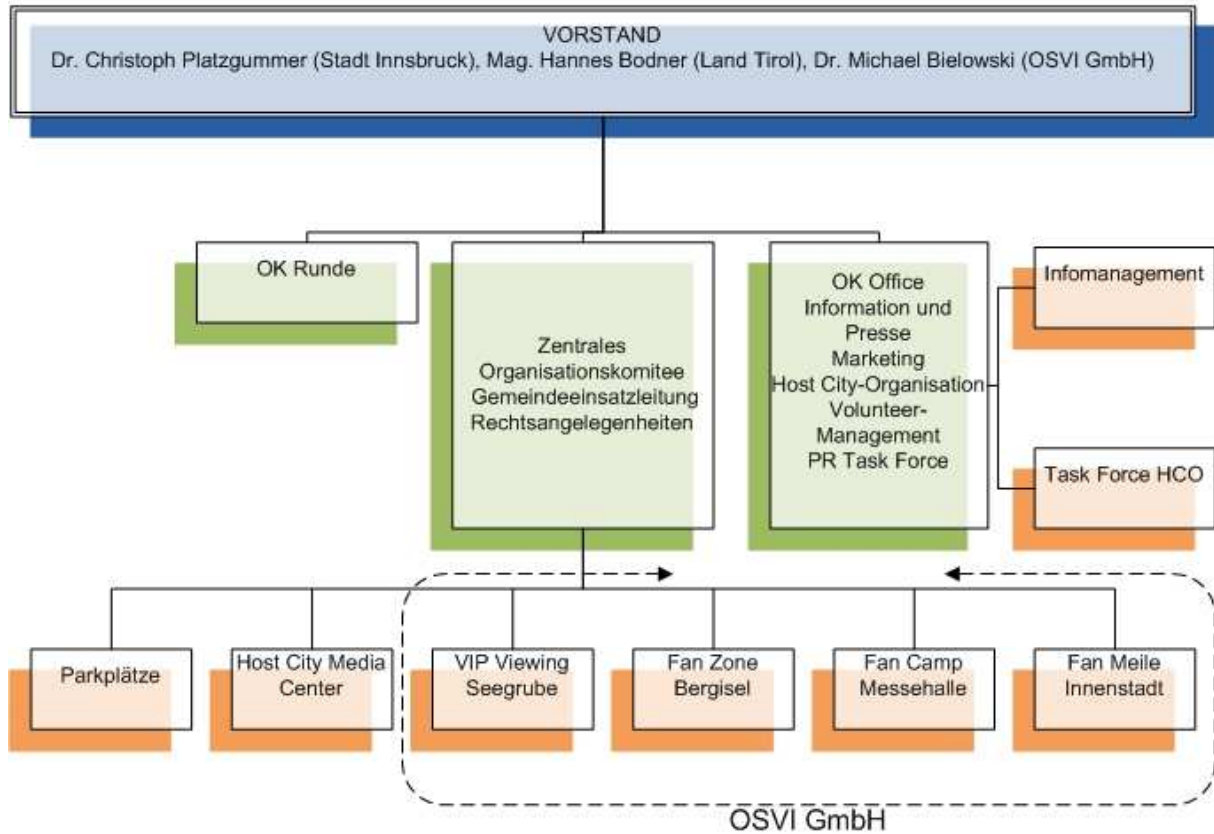 VORSTAND
Dr. Christoph Platzgummer (Stadt Innsbruck), Mag. Hannes Bodner (Land Tirol), Dr. Michael Bielowski (OSVI GmbH)
OK Runde
Zentrales
Organisationskomitee
Gemeindeeinsatzleitung
Rechtsangelegenheiten
OK Office
Information und
Presse
Marketing
Host City-Organisation
Volunteer-
Management
PR Task Force
Infomanagement
Task Force HCO
Parkplätze
Host City Media
Center
VIP Viewing
Seegrube
Fan Zone
Bergisel
Fan Camp
Messehalle
Fan Meile
Innenstadt
OSVI GmbH